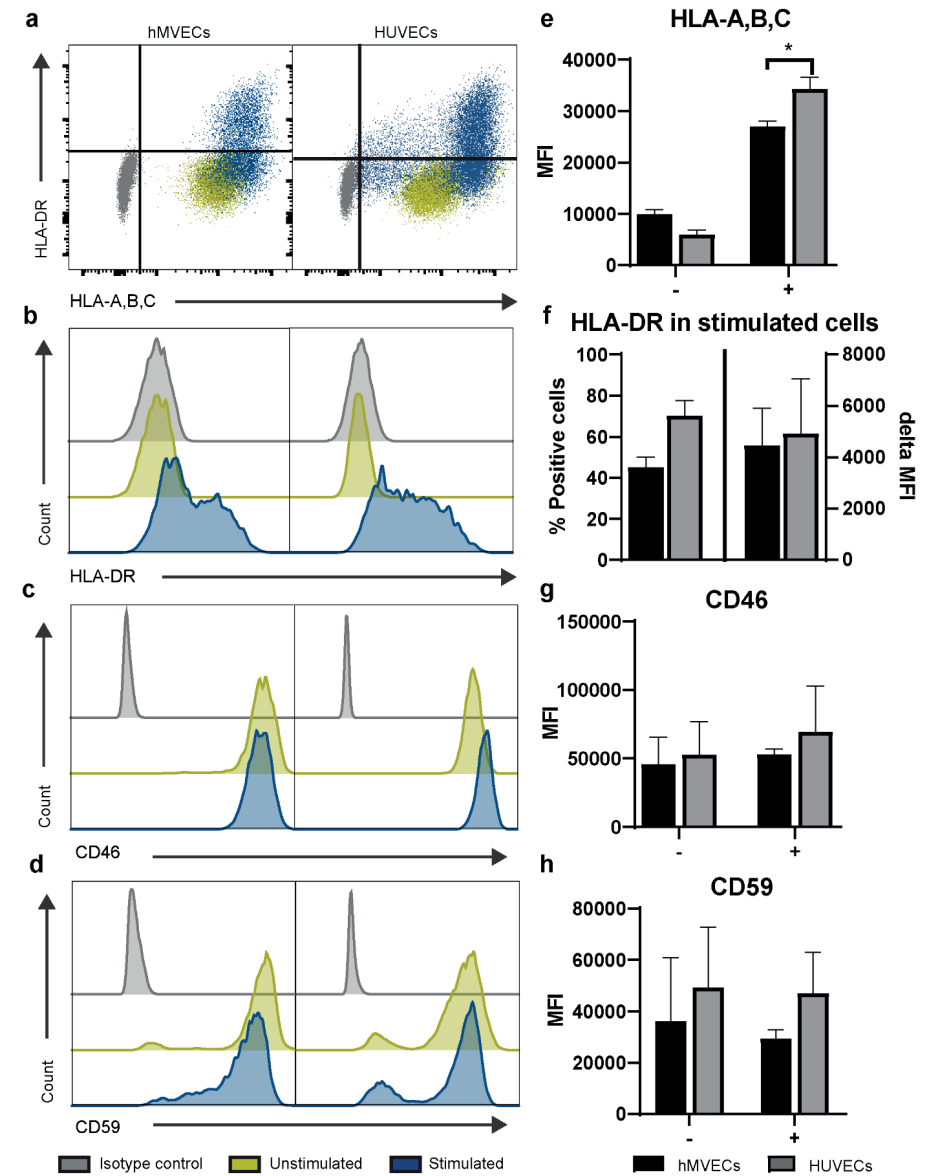 a
hMVECs
HUVECs
HLA-DR
HLA-A,B,C
b
Count
HLA-DR
c
Count
CD46
d
Count
CD59
Isotype control
Unstimulated
Stimulated
e
HLA-A,B,C
*
40000
30000
20000
10000
0
MFI
-
+
f
HLA-DR in stimulated cells
100
80
60
40
20
0
% Positive cells
8000
6000
4000
2000
0
delta MFI
g
CD46
150000
100000
50000
0
MFI
-
+
h
CD59
80000
60000
40000
20000
0
MFI
-
+
hMVECs
HUVECs